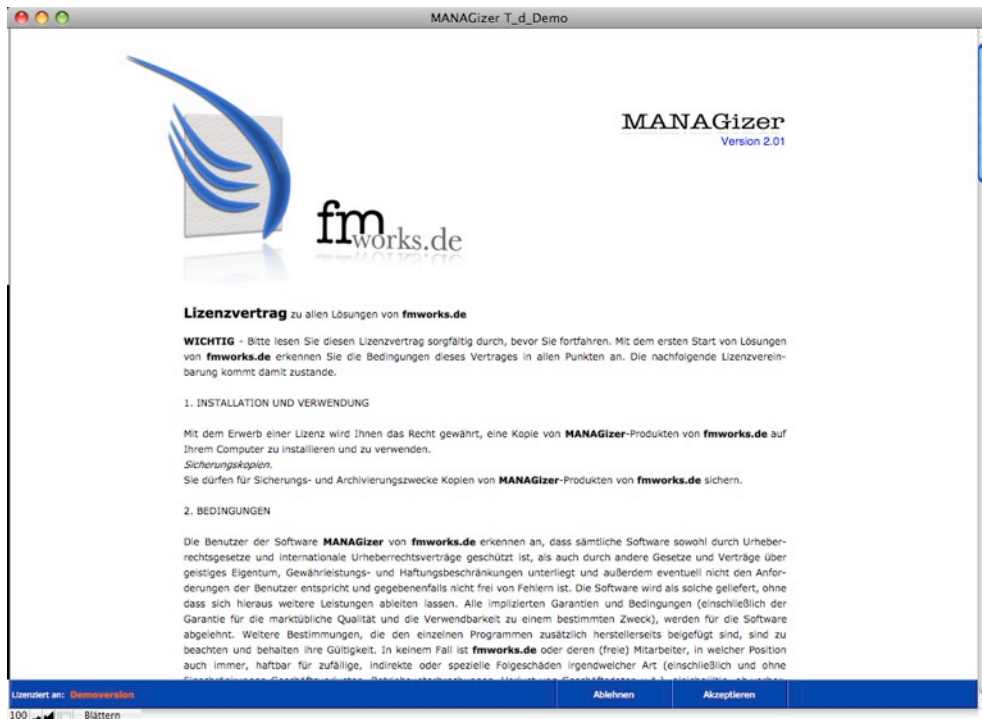 MANAGizer T_d_Demo
MANAGizer
Version 2.01
fmworks.de
Lizenzvertrag zu allen Lösungen von fmworks.de
WICHTIG - Bitte lesen Sie diesen Lizenzvertrag sorgfältig durch, bevor Sie fortfahren. Mit dem ersten Start von Lösungen
von fmworks.de erkennen Sie die Bedingungen dieses Vertrages in allen Punkten an. Die nachfolgende Lizenzverein-
barung kommt damit zustande.
1. INSTALLATION UND VERWENDUNG
Mit dem Erwerb einer Lizenz wird Ihnen das Recht gewährt, eine Kopie von MANAGizer-Produkten von fmworks.de auf
Ihrem Computer zu installieren und zu verwenden.
Sicherungskopien.
Sie dürfen für Sicherungs- und Archivierungszwecke Kopien von MANAGizer-Produkten von fmworks.de sichern.
2. BEDINGUNGEN
Die Benutzer der Software MANAGizer von fmworks.de erkennen an, dass sämtliche Software sowohl durch Urheber-
rechtsgesetze und internationale Urheberrechtsverträge geschützt ist, als auch durch andere Gesetze und Verträge über
geistiges Eigentum, Gewährleistungs- und Haftungsbeschränkungen unterliegt und außerdem eventuell nicht den Anfor-
derungen der Benutzer entspricht und gegebenenfalls nicht frei von Fehlern ist. Die Software wird als solche geliefert, ohne
dass sich hieraus weitere Leistungen ableiten lassen. Alle implizierten Garantien und Bedingungen (einschließlich der
Garantie für die marktübliche Qualität und die Verwendbarkeit zu einem bestimmten Zweck), werden für die Software
abgelehnt. Weitere Bestimmungen, die den einzelnen Programmen zusätzlich herstellerseits beigefügt sind, sind zu
beachten und behalten ihre Gültigkeit. In keinem Fall ist fmworks.de oder deren (freie) Mitarbeiter, in welcher Position
auch immer, haftbar für zufällige, indirekte oder spezielle Folgeschäden irgendwelcher Art (einschließlich und ohne
Lizenziert an: Demoversion
Ablehnen
Akzeptieren
100
Blättern